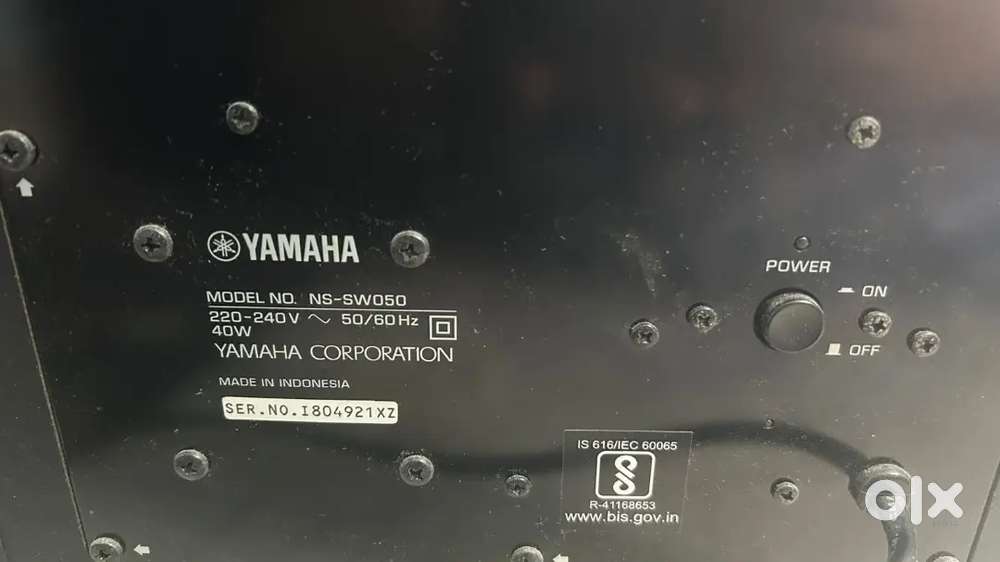 YAMAHA
MODEL NO. NS-SW050
220-240V ~ 50/60Hz
40W
YAMAHA CORPORATION
MADE IN INDONESIA
SER.NO.I804921XZ
POWER
ON
OFF
IS 616/IEC 60065
R-41168653
www.bis.gov.in
olx